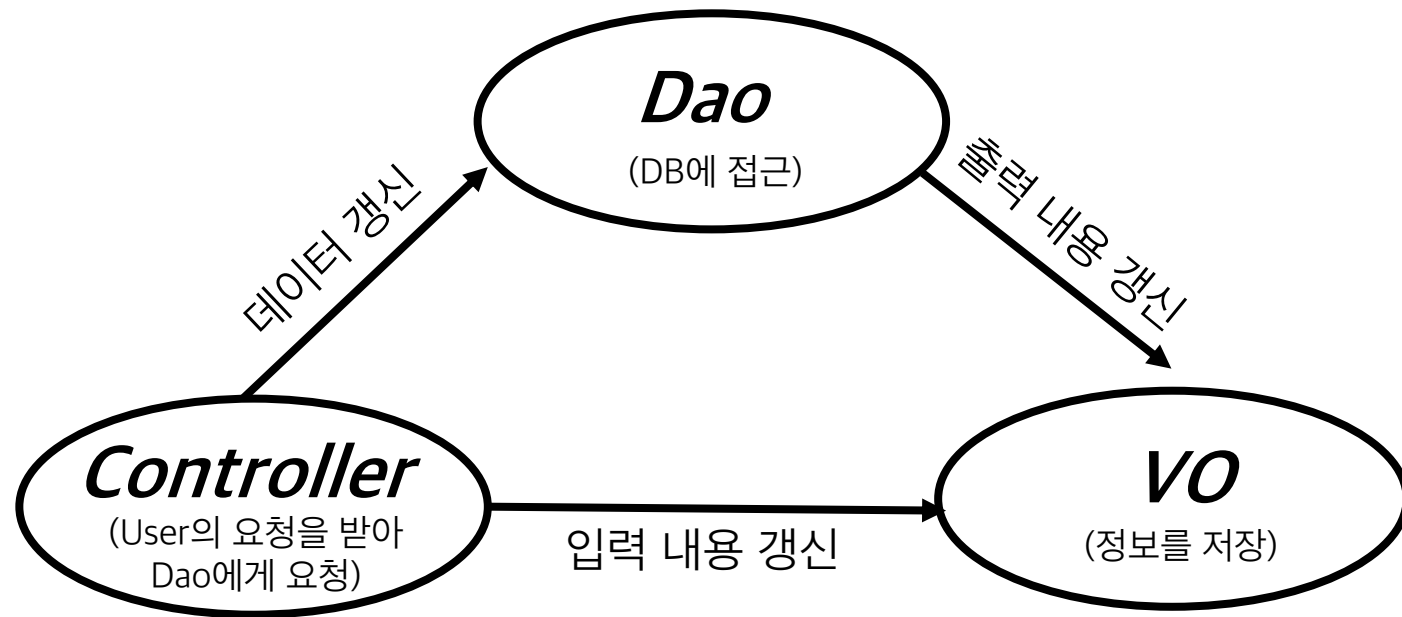 Dao
(DB에 접근)
데이터 갱신
출력 내용 갱신
Controller
(User의 요청을 받아
Dao에게 요청)
입력 내용 갱신
VO
(정보를 저장)